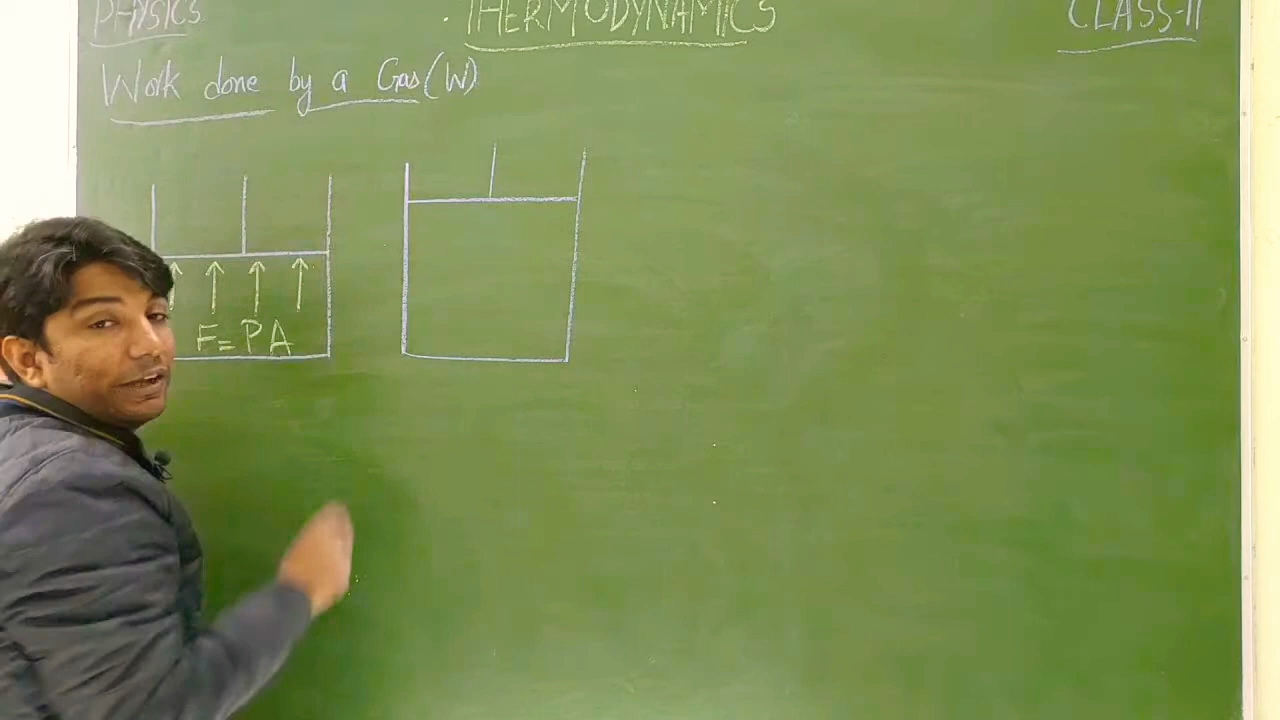 PHYSICS THERMODYNAMICS CLASS-11
Work done by a Gas (W)
F = PA